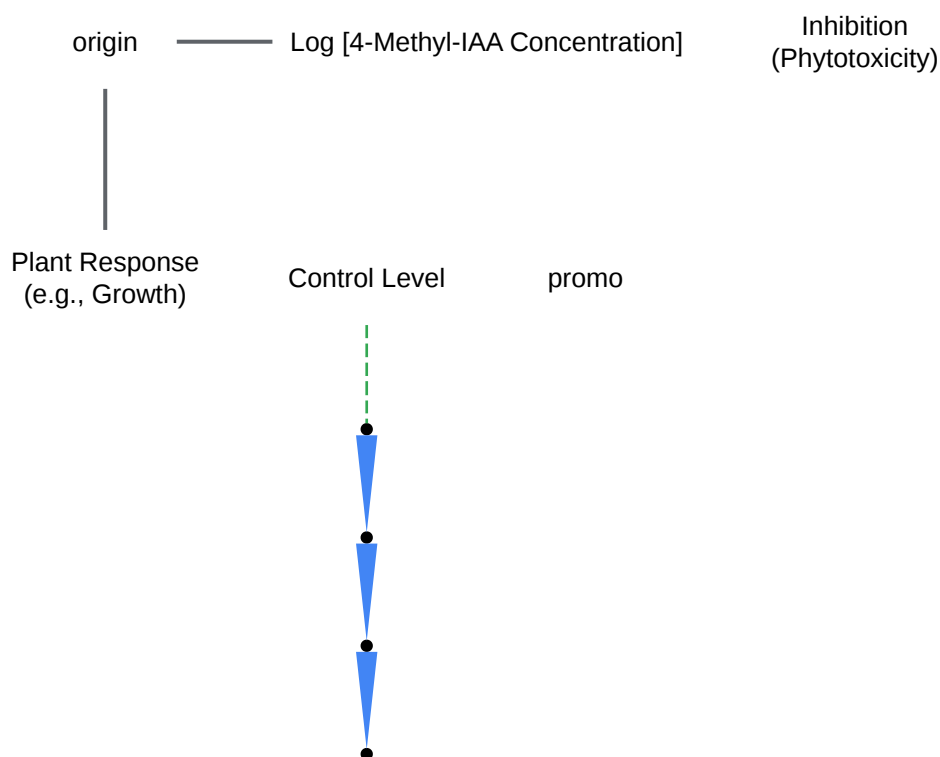 origin
Log [4-Methyl-IAA Concentration]
Inhibition
(Phytotoxicity)
Plant Response
(e.g., Growth)
Control Level
promo